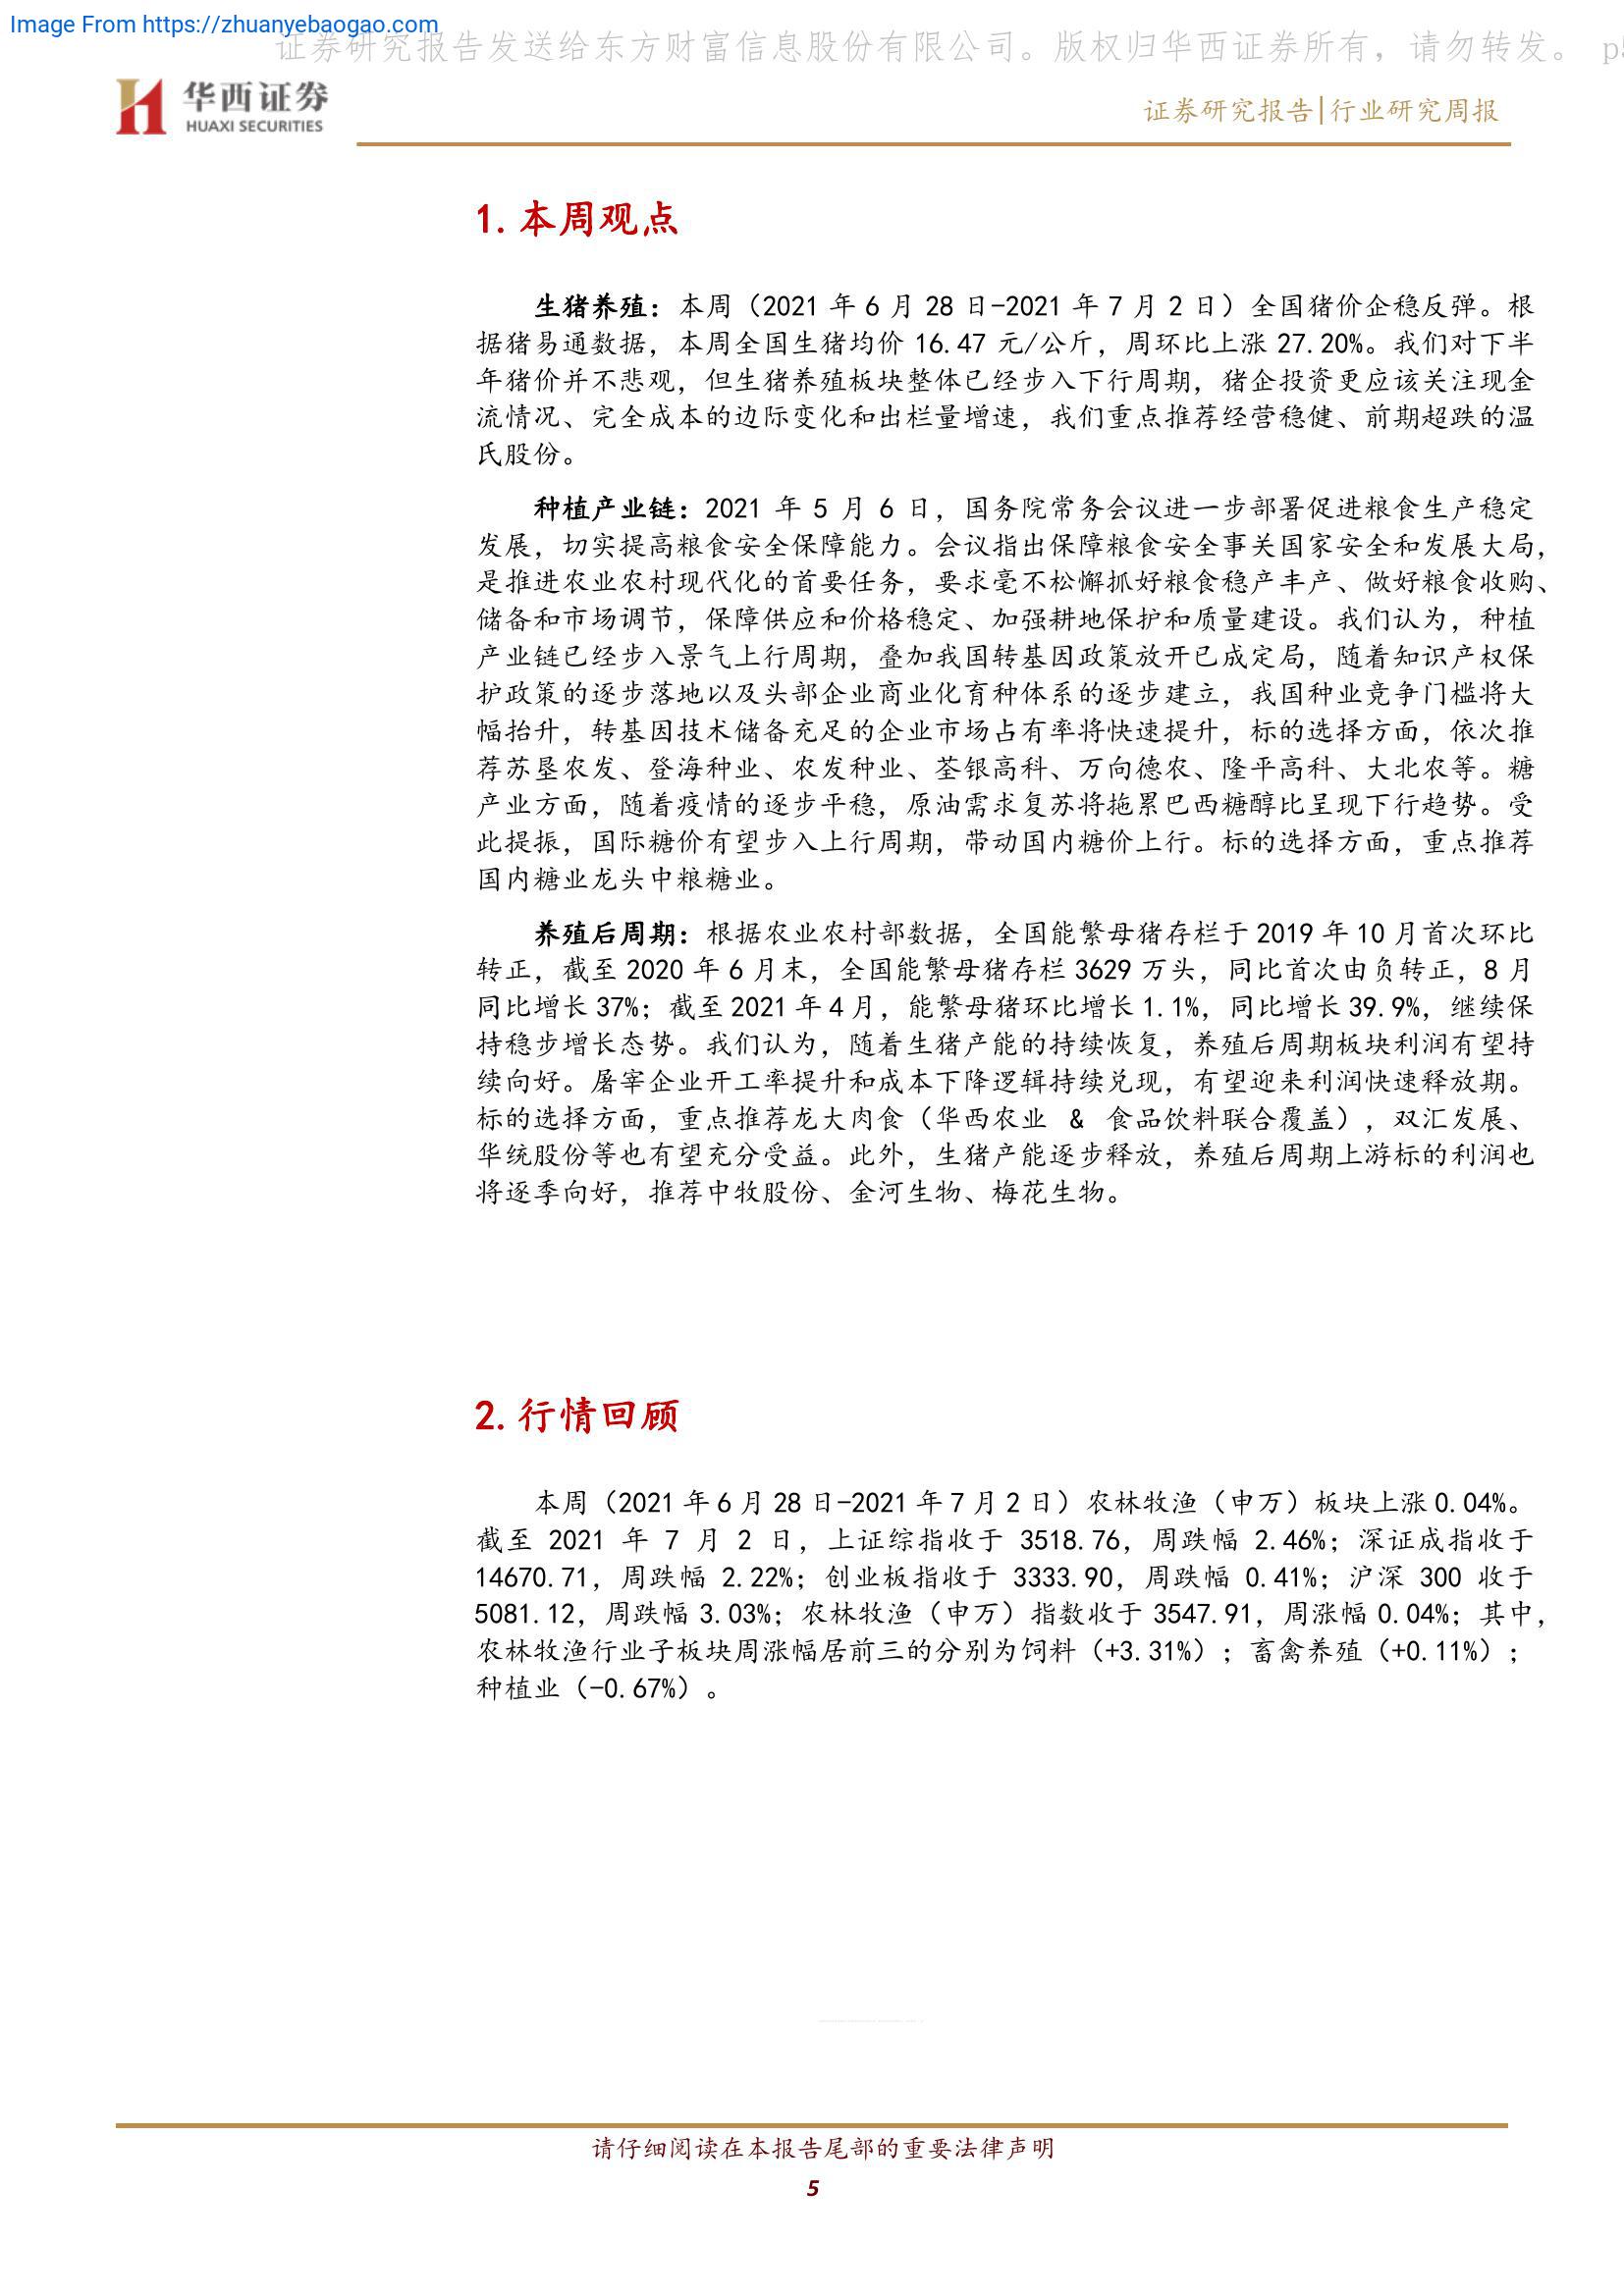 Image From https://zhuanyebaogao.com
证券研究报告发送给东方财富信息股份有限公司。版权归华西证券所有，请勿转发。 p5
华西证券
HUAXI SECURITIES
证券研究报告|行业研究周报
1. 本周观点
生猪养殖：本周（2021 年 6 月 28 日-2021 年 7 月 2 日）全国猪价企稳反弹。根
据猪易通数据，本周全国生猪均价 16.47 元/公斤，周环比上涨 27.20%。我们对下半
年猪价并不悲观，但生猪养殖板块整体已经步入下行周期，猪企投资更应该关注现金
流情况、完全成本的边际变化和出栏量增速，我们重点推荐经营稳健、前期超跌的温
氏股份。
种植产业链：2021 年 5 月 6 日，国务院常务会议进一步部署促进粮食生产稳定
发展，切实提高粮食安全保障能力。会议指出保障粮食安全事关国家安全和发展大局，
是推进农业农村现代化的首要任务，要求毫不松懈抓好粮食稳产丰产、做好粮食收购、
储备和市场调节，保障供应和价格稳定、加强耕地保护和质量建设。我们认为，种植
产业链已经步入景气上行周期，叠加我国转基因政策放开已成定局，随着知识产权保
护政策的逐步落地以及头部企业商业化育种体系的逐步建立，我国种业竞争门槛将大
幅抬升，转基因技术储备充足的企业市场占有率将快速提升，标的选择方面，依次推
荐苏垦农发、登海种业、农发种业、荃银高科、万向德农、隆平高科、大北农等。糖
产业方面，随着疫情的逐步平稳，原油需求复苏将拖累巴西糖醇比呈现下行趋势。受
此提振，国际糖价有望步入上行周期，带动国内糖价上行。标的选择方面，重点推荐
国内糖业龙头中粮糖业。
养殖后周期：根据农业农村部数据，全国能繁母猪存栏于 2019 年 10 月首次环比
转正，截至 2020 年 6 月末，全国能繁母猪存栏 3629 万头，同比首次由负转正，8 月
同比增长 37%；截至 2021 年 4 月，能繁母猪环比增长 1.1%，同比增长 39.9%，继续保
持稳步增长态势。我们认为，随着生猪产能的持续恢复，养殖后周期板块利润有望持
续向好。屠宰企业开工率提升和成本下降逻辑持续兑现，有望迎来利润快速释放期。
标的选择方面，重点推荐龙大肉食（华西农业 & 食品饮料联合覆盖），双汇发展、
华统股份等也有望充分受益。此外，生猪产能逐步释放，养殖后周期上游标的利润也
将逐季向好，推荐中牧股份、金河生物、梅花生物。
2. 行情回顾
本周（2021 年 6 月 28 日-2021 年 7 月 2 日）农林牧渔（申万）板块上涨 0.04%。
截至 2021 年 7 月 2 日，上证综指收于 3518.76，周跌幅 2.46%；深证成指收于
14670.71，周跌幅 2.22%；创业板指收于 3333.90，周跌幅 0.41%；沪深 300 收于
5081.12，周跌幅 3.03%；农林牧渔（申万）指数收于 3547.91，周涨幅 0.04%；其中，
农林牧渔行业子板块周涨幅居前三的分别为饲料（+3.31%）；畜禽养殖（+0.11%）；
种植业（-0.67%）。
请仔细阅读在本报告尾部的重要法律声明
5